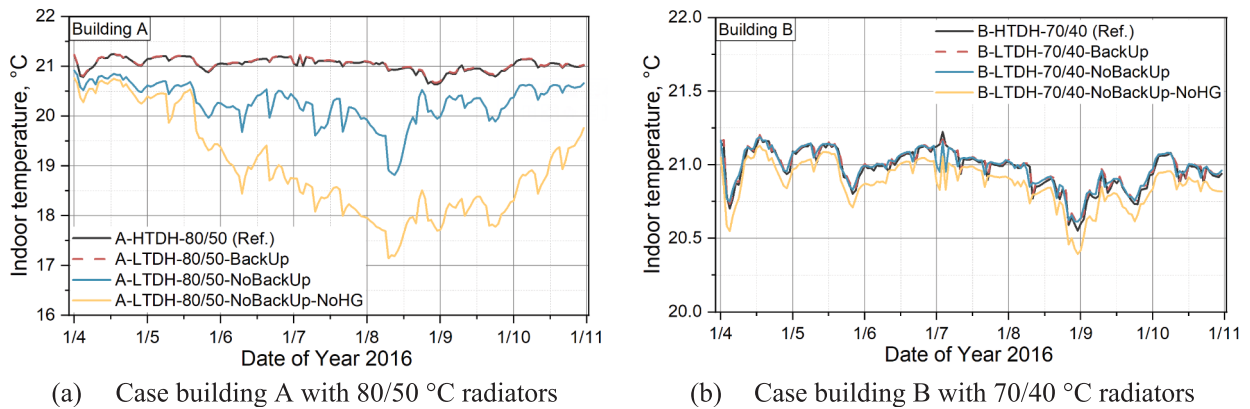 Building A
Indoor temperature, °C
22
21
20
19
18
17
16
A-HTDH-80/50 (Ref.)
A-LTDH-80/50-BackUp
A-LTDH-80/50-NoBackUp
A-LTDH-80/50-NoBackUp-NoHG
1/4 1/5 1/6 1/7 1/8 1/9 1/10 1/11
Date of Year 2016
(a) Case building A with 80/50 °C radiators
Building B
Indoor temperature, °C
22.0
21.5
21.0
20.5
20.0
B-HTDH-70/40 (Ref.)
B-LTDH-70/40-BackUp
B-LTDH-70/40-NoBackUp
B-LTDH-70/40-NoBackUp-NoHG
1/4 1/5 1/6 1/7 1/8 1/9 1/10 1/11
Date of Year 2016
(b) Case building B with 70/40 °C radiators